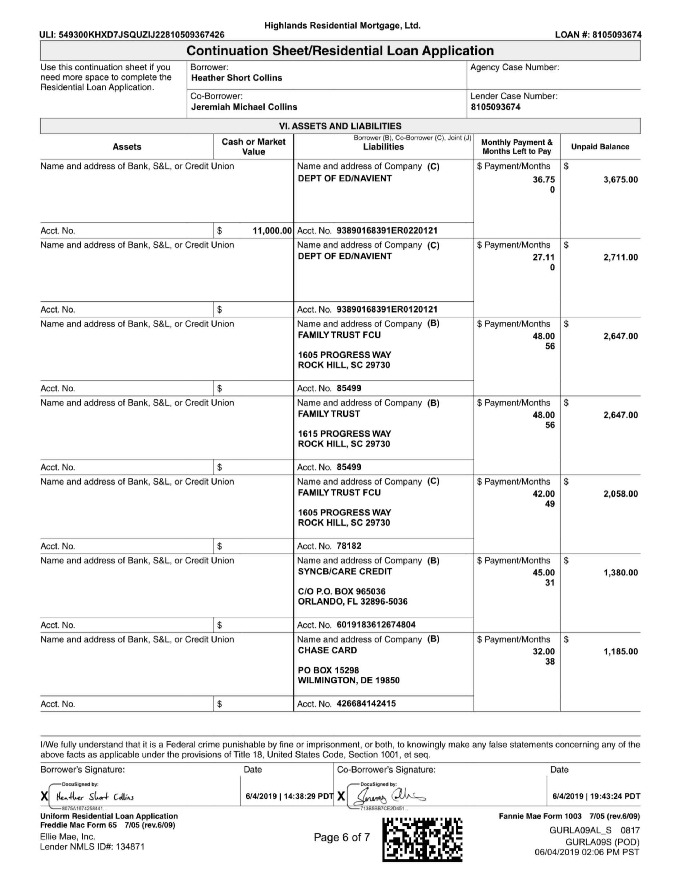 Highlands Residential Mortgage, Ltd.
ULI: 549300KHXD7JSQUZIJ22810509367426 LOAN #: 8105093674
Continuation Sheet/Residential Loan Application
Use this continuation sheet if you need more space to complete the Residential Loan Application.
Borrower:
Heather Short Collins
Agency Case Number:
Co-Borrower:
Jeremiah Michael Collins
Lender Case Number:
8105093674
VI. ASSETS AND LIABILITIES
Borrower (B), Co-Borrower (C), Joint (J)
Assets
Cash or Market Value
Liabilities
Monthly Payment & Months Left to Pay
Unpaid Balance
Name and address of Bank, S&L, or Credit Union
Name and address of Company (C)
DEPT OF ED/NAVIENT
$ Payment/Months
36.75
0
$
3,675.00
Acct. No. $ 11,000.00 Acct. No. 93890168391ER0220121
Name and address of Bank, S&L, or Credit Union
Name and address of Company (C)
DEPT OF ED/NAVIENT
$ Payment/Months
27.11
0
$
2,711.00
Acct. No. $ Acct. No. 93890168391ER0120121
Name and address of Bank, S&L, or Credit Union
Name and address of Company (B)
FAMILY TRUST FCU
1605 PROGRESS WAY
ROCK HILL, SC 29730
$ Payment/Months
48.00
56
$
2,647.00
Acct. No. $ Acct. No. 85499
Name and address of Bank, S&L, or Credit Union
Name and address of Company (B)
FAMILY TRUST
1615 PROGRESS WAY
ROCK HILL, SC 29730
$ Payment/Months
48.00
56
$
2,647.00
Acct. No. $ Acct. No. 85499
Name and address of Bank, S&L, or Credit Union
Name and address of Company (C)
FAMILY TRUST FCU
1605 PROGRESS WAY
ROCK HILL, SC 29730
$ Payment/Months
42.00
49
$
2,058.00
Acct. No. $ Acct. No. 78182
Name and address of Bank, S&L, or Credit Union
Name and address of Company (B)
SYNCB/CARE CREDIT
C/O P.O. BOX 965036
ORLANDO, FL 32896-5036
$ Payment/Months
45.00
31
$
1,380.00
Acct. No. $ Acct. No. 6019183612674804
Name and address of Bank, S&L, or Credit Union
Name and address of Company (B)
CHASE CARD
PO BOX 15298
WILMINGTON, DE 19850
$ Payment/Months
32.00
38
$
1,185.00
Acct. No. $ Acct. No. 426684142415
I/We fully understand that it is a Federal crime punishable by fine or imprisonment, or both, to knowingly make any false statements concerning any of the
above facts as applicable under the provisions of Title 18, United States Code, Section 1001, et seq.
Borrower's Signature: Date Co-Borrower's Signature: Date
DocuSigned by: DocuSigned by:
X Heather Short Collins 6/4/2019 | 14:38:29 PDT X 6/4/2019 | 19:43:24 PDT
Uniform Residential Loan Application
Freddie Mac Form 65 7/05 (rev.6/09)
Fannie Mae Form 1003 7/05 (rev.6/09)
Ellie Mae, Inc.
Lender NMLS ID#: 134871
Page 6 of 7
GURLA09AL_S 0817
GURLA09S (POD)
06/04/2019 02:06 PM PST